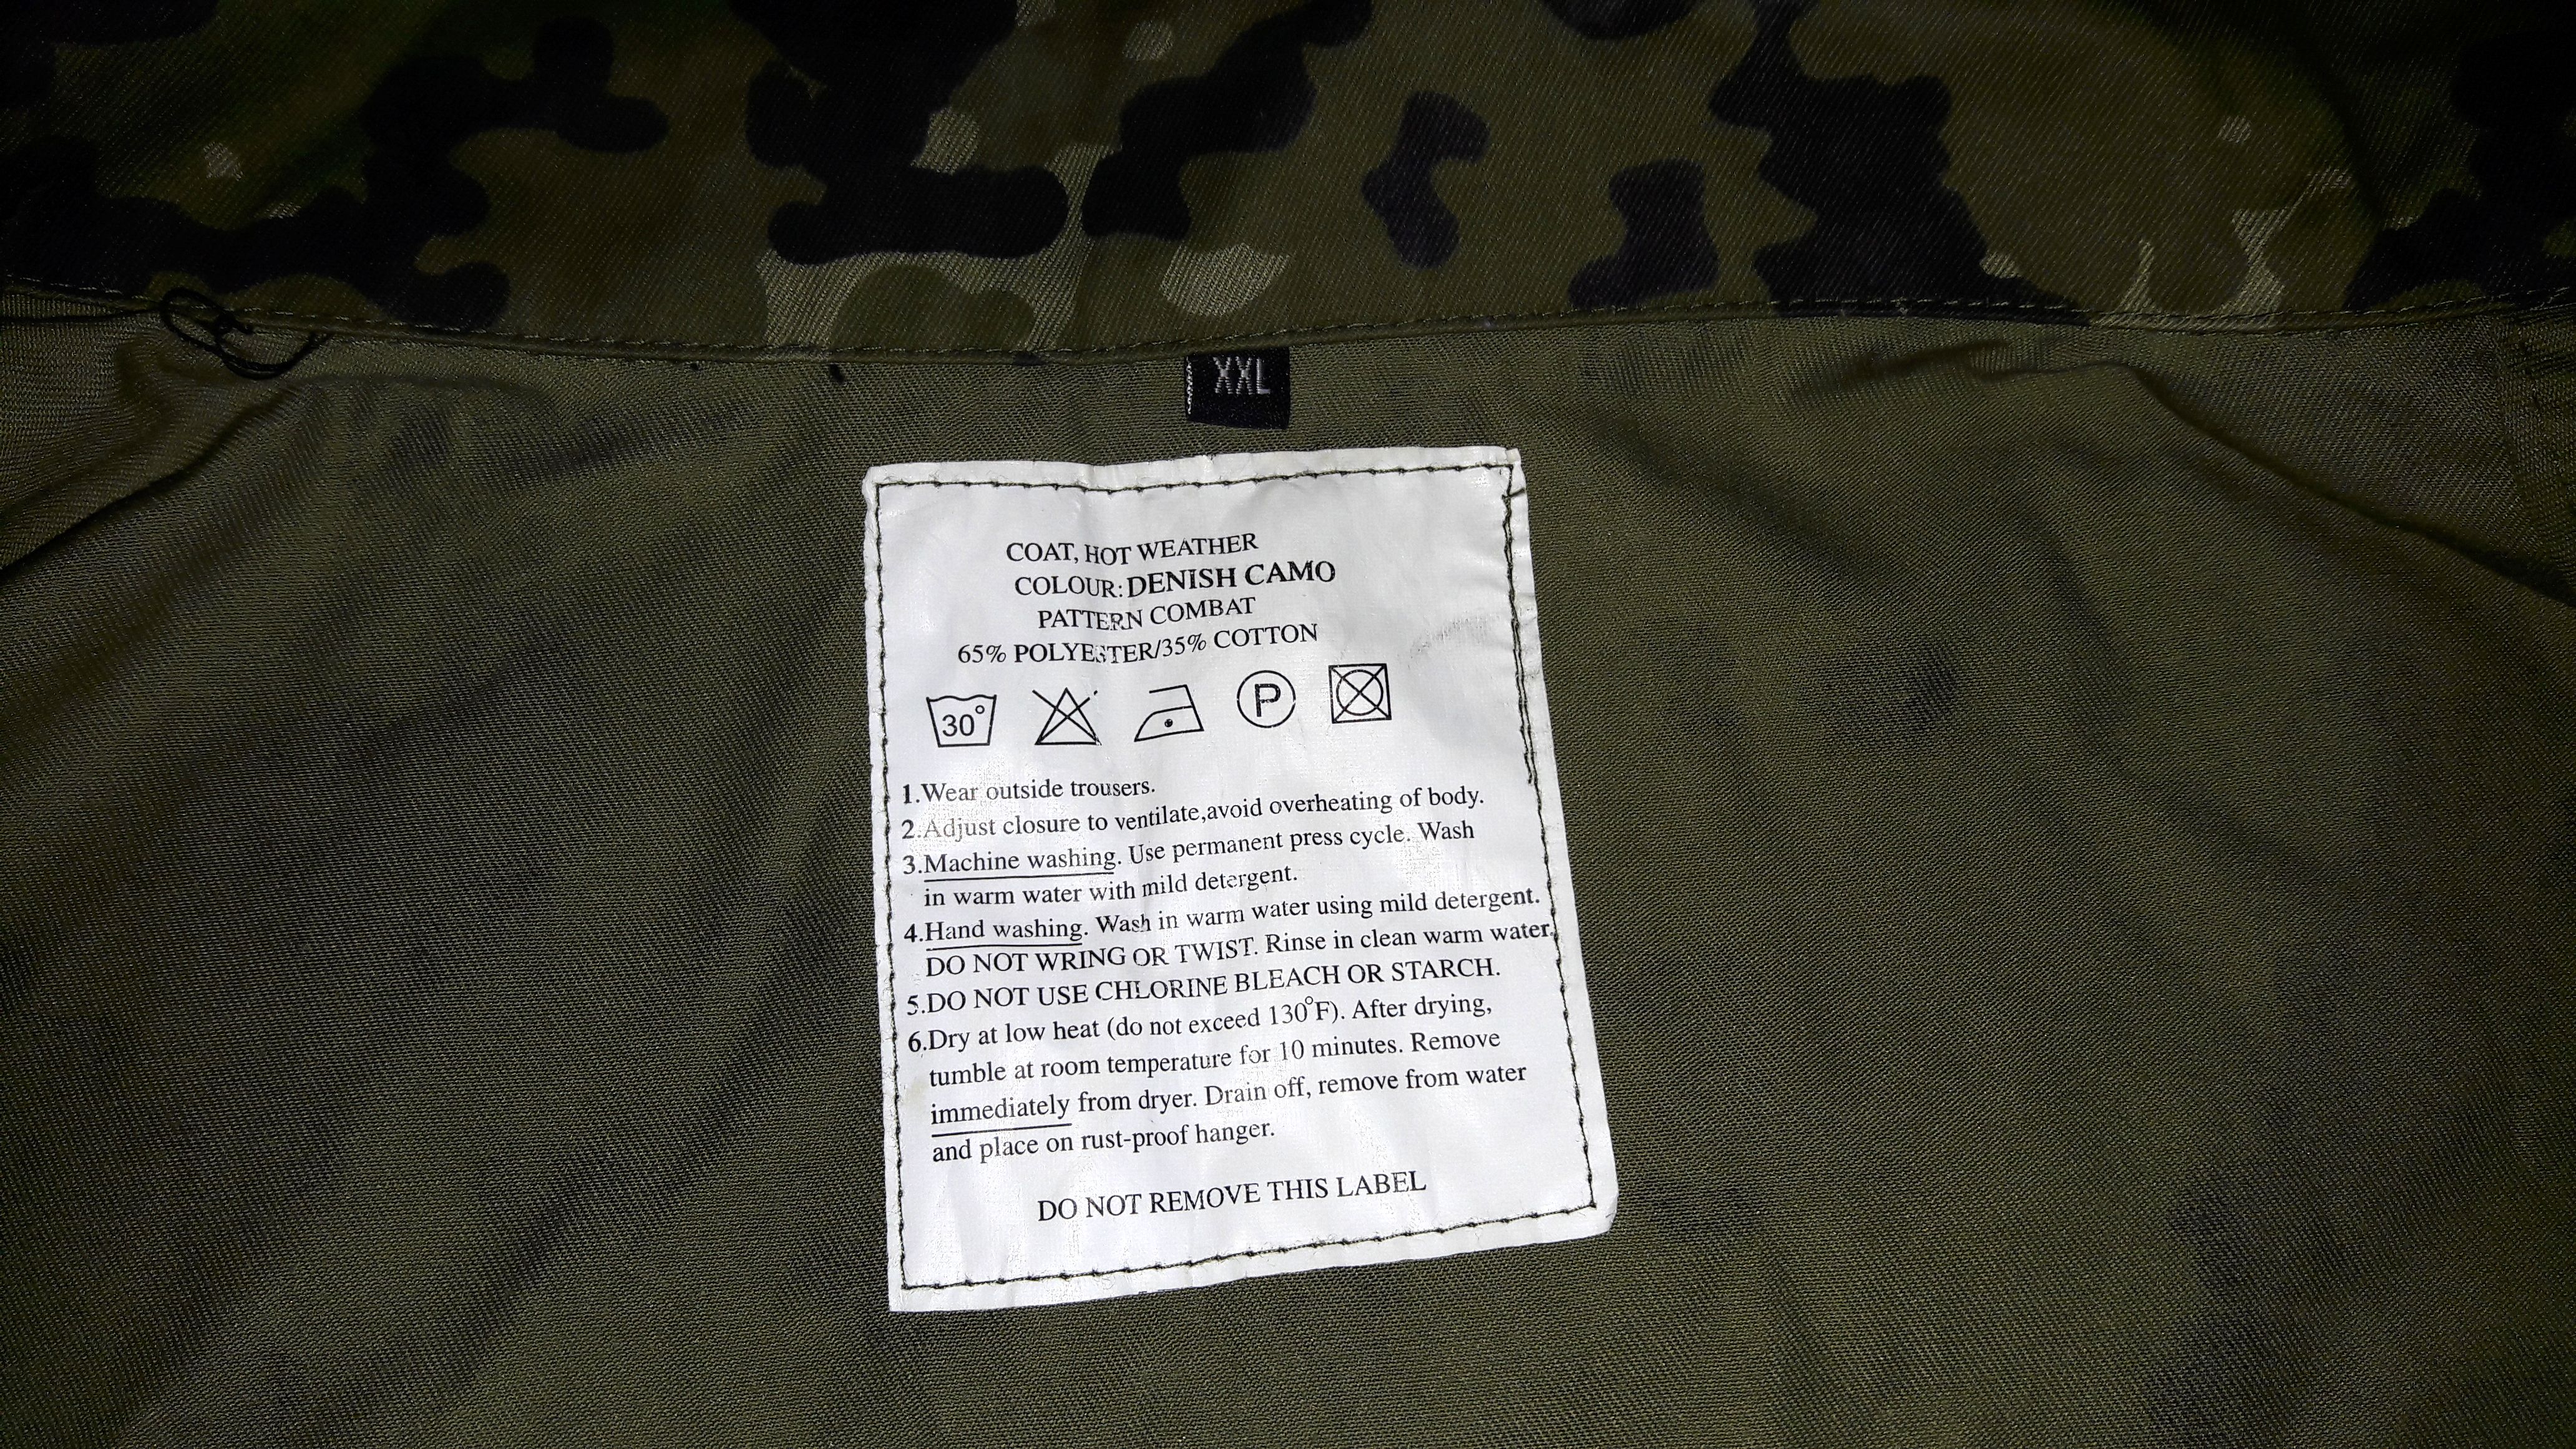 XXL
COAT, HOT WEATHER
COLOUR: DENISH CAMO
PATTERN COMBAT
65% POLYESTER/35% COTTON
30° P
1.Wear outside trousers.
2.Adjust closure to ventilate,avoid overheating of body.
3.Machine washing. Use permanent press cycle. Wash
in warm water with mild detergent.
4.Hand washing. Wash in warm water using mild detergent.
DO NOT WRING OR TWIST. Rinse in clean warm water.
5.DO NOT USE CHLORINE BLEACH OR STARCH.
6.Dry at low heat (do not exceed 130°F). After drying,
tumble at room temperature for 10 minutes. Remove
immediately from dryer. Drain off, remove from water
and place on rust-proof hanger.
DO NOT REMOVE THIS LABEL